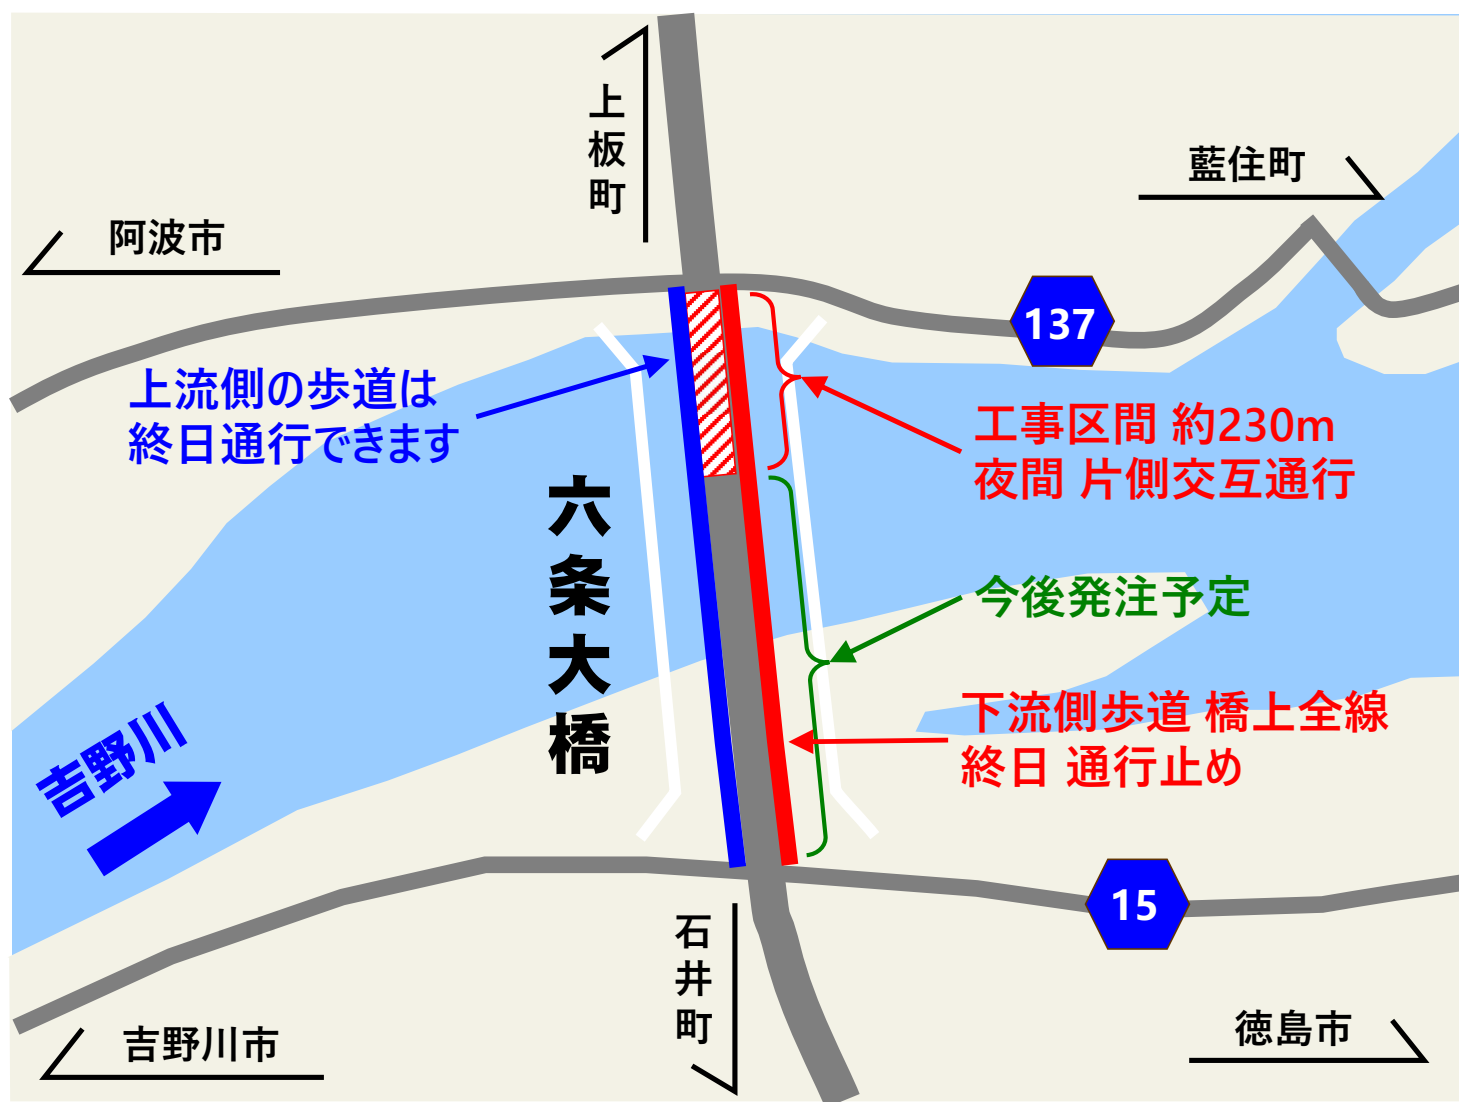 上板町
藍住町
阿波市
137
上流側の歩道は
終日通行できます
工事区間 約230m
夜間 片側交互通行
六条大橋
今後発注予定
下流側歩道 橋上全線
終日 通行止め
吉野川
15
石井町
吉野川市
徳島市